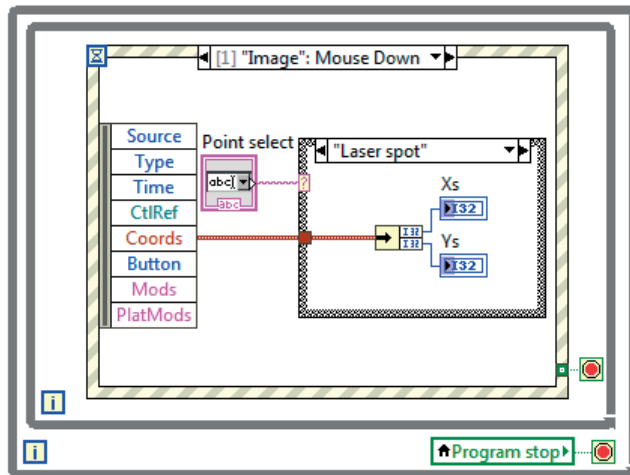 [1] "Image": Mouse Down
Source
Type
Time
CtlRef
Coords
Button
Mods
PlatMods
Point select
abc
abc
?
"Laser spot"
Xs
I32
I32
I32
Ys
I32
i
i
Program stop